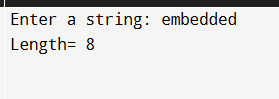 Enter a string: embedded
Length= 8